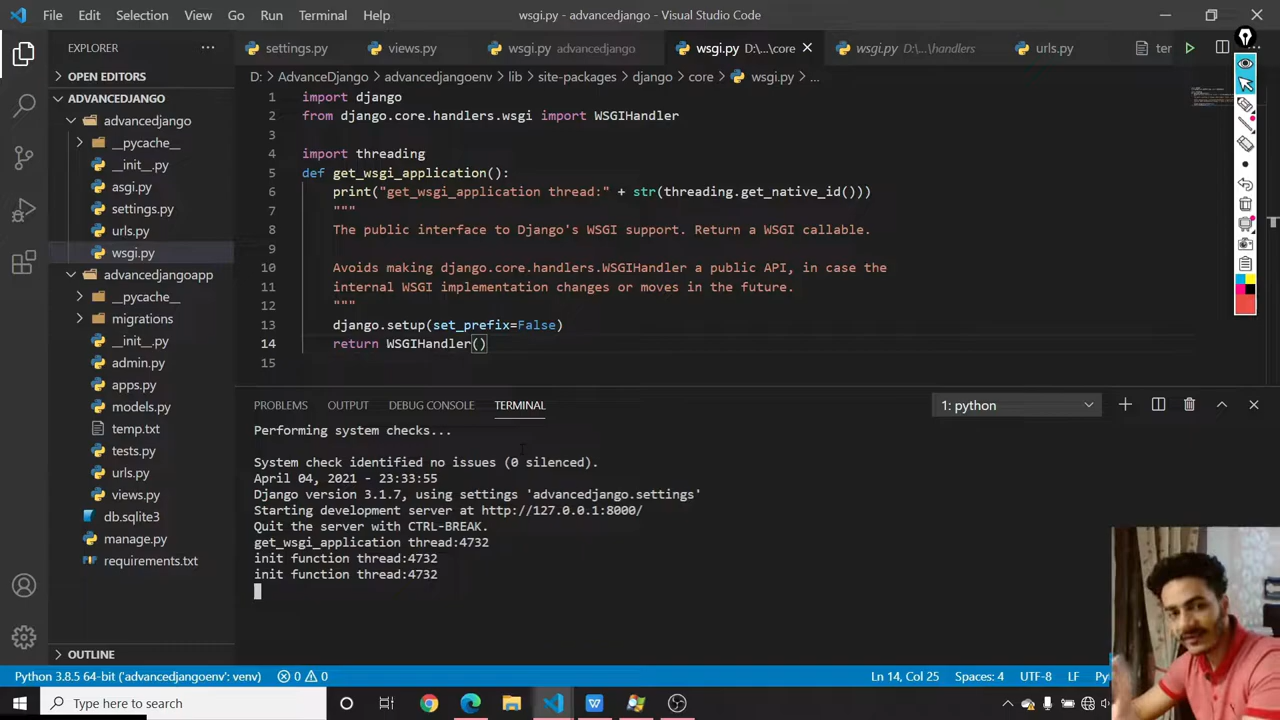 File Edit Selection View Go Run Terminal Help
wsgi.py - advancedjango - Visual Studio Code
EXPLORER
settings.py views.py wsgi.py advancedjango wsgi.py D:\...\core wsgi.py D:\...\handlers urls.py ter
OPEN EDITORS
D: > AdvanceDjango > advancedjangoenv > lib > site-packages > django > core > wsgi.py > ...
ADVANCEDJANGO
advancedjango
__pycache__
__init__.py
asgi.py
settings.py
urls.py
wsgi.py
advancedjangoapp
__pycache__
migrations
__init__.py
admin.py
apps.py
models.py
temp.txt
tests.py
urls.py
views.py
db.sqlite3
manage.py
requirements.txt
OUTLINE
1 import django
2 from django.core.handlers.wsgi import WSGIHandler
3
4 import threading
5 def get_wsgi_application():
6 print("get_wsgi_application thread:" + str(threading.get_native_id()))
7 """
8 The public interface to Django's WSGI support. Return a WSGI callable.
9
10 Avoids making django.core.handlers.WSGIHandler a public API, in case the
11 internal WSGI implementation changes or moves in the future.
12 """
13 django.setup(set_prefix=False)
14 return WSGIHandler()
15
PROBLEMS OUTPUT DEBUG CONSOLE TERMINAL 1: python
Performing system checks...
System check identified no issues (0 silenced).
April 04, 2021 - 23:33:55
Django version 3.1.7, using settings 'advancedjango.settings'
Starting development server at http://127.0.0.1:8000/
Quit the server with CTRL-BREAK.
get_wsgi_application thread:4732
init function thread:4732
init function thread:4732
Python 3.8.5 64-bit ('advancedjangoenv': venv) 0 0 Ln 14, Col 25 Spaces: 4 UTF-8 LF Py
Type here to search